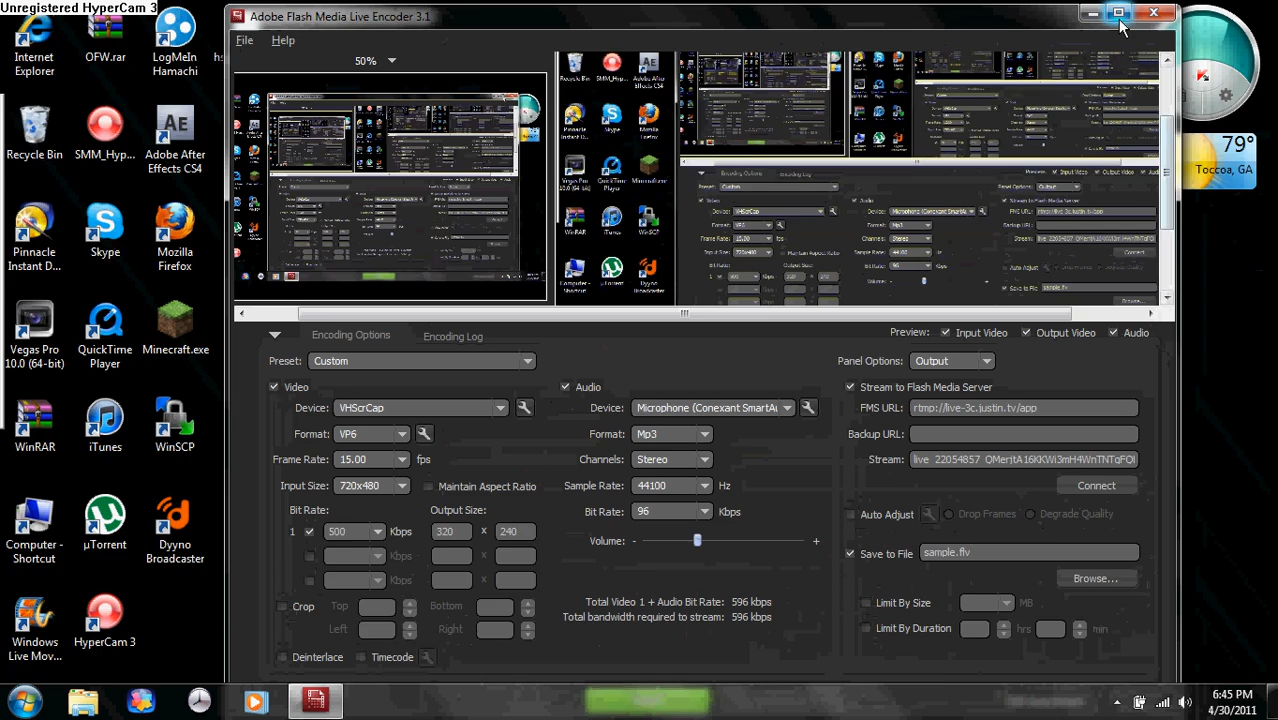 Unregistered HyperCam 3
Internet Explorer
OFW.rar
LogMeIn Hamachi
Recycle Bin
SMM_Hyp...
Adobe After Effects CS4
Pinnacle Instant D...
Skype
Mozilla Firefox
Vegas Pro 10.0 (64-bit)
QuickTime Player
Minecraft.exe
WinRAR
iTunes
WinSCP
Computer - Shortcut
µTorrent
Dyyno Broadcaster
Windows Live Mov...
HyperCam 3
Adobe Flash Media Live Encoder 3.1
File Help
50%
Encoding Options Encoding Log
Preview: Input Video Output Video Audio
Preset: Custom
Panel Options: Output
Video
Device: VHScrCap
Format: VP6
Frame Rate: 15.00 fps
Input Size: 720x480 Maintain Aspect Ratio
Bit Rate: Output Size:
1 500 Kbps 320 x 240
Kbps x
Kbps x
Crop Top Bottom
Left Right
Deinterlace Timecode
Audio
Device: Microphone (Conexant SmartAu
Format: Mp3
Channels: Stereo
Sample Rate: 44100 Hz
Bit Rate: 96 Kbps
Volume: - +
Total Video 1 + Audio Bit Rate: 596 kbps
Total bandwidth required to stream: 596 kbps
Stream to Flash Media Server
FMS URL: rtmp://live-3c.justin.tv/app
Backup URL:
Connect
Auto Adjust Drop Frames Degrade Quality
Save to File sample.flv
Browse...
Limit By Size MB
Limit By Duration hrs min
79°
Toccoa, GA
6:45 PM
4/30/2011